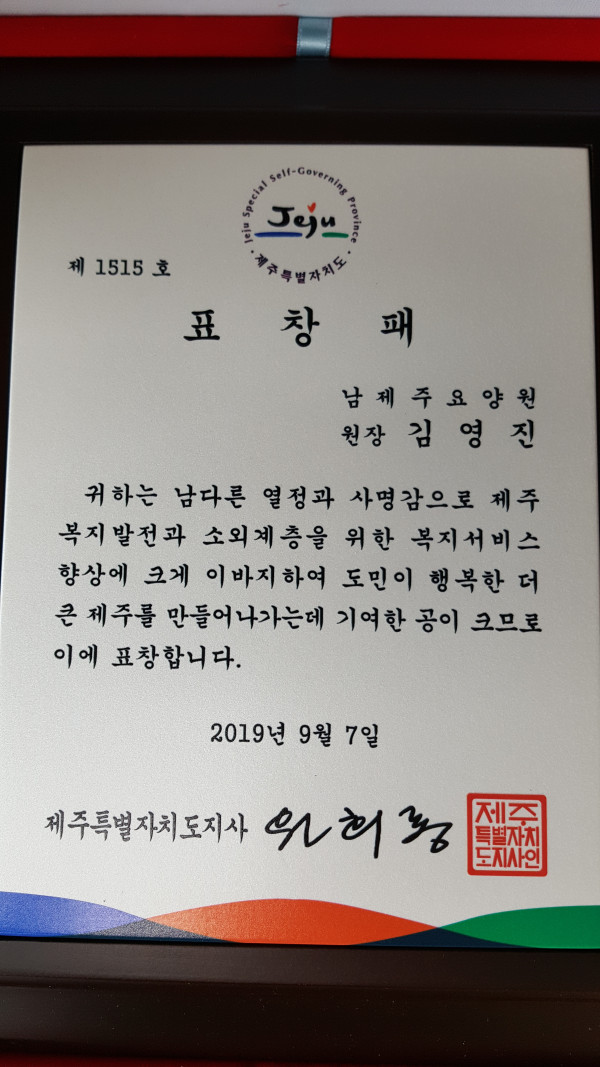 Jeju Special Self-Governing Province
Jeju
제주특별자치도
제 1515 호
표 창 패
남제주요양원
원장 김 영 진
귀하는 남다른 열정과 사명감으로 제주
복지발전과 소외계층을 위한 복지서비스
향상에 크게 이바지하여 도민이 행복한 더
큰 제주를 만들어나가는데 기여한 공이 크므로
이에 표창합니다.
2019년 9월 7일
제주특별자치도지사 원희룡
제주
특별자치
도지사인